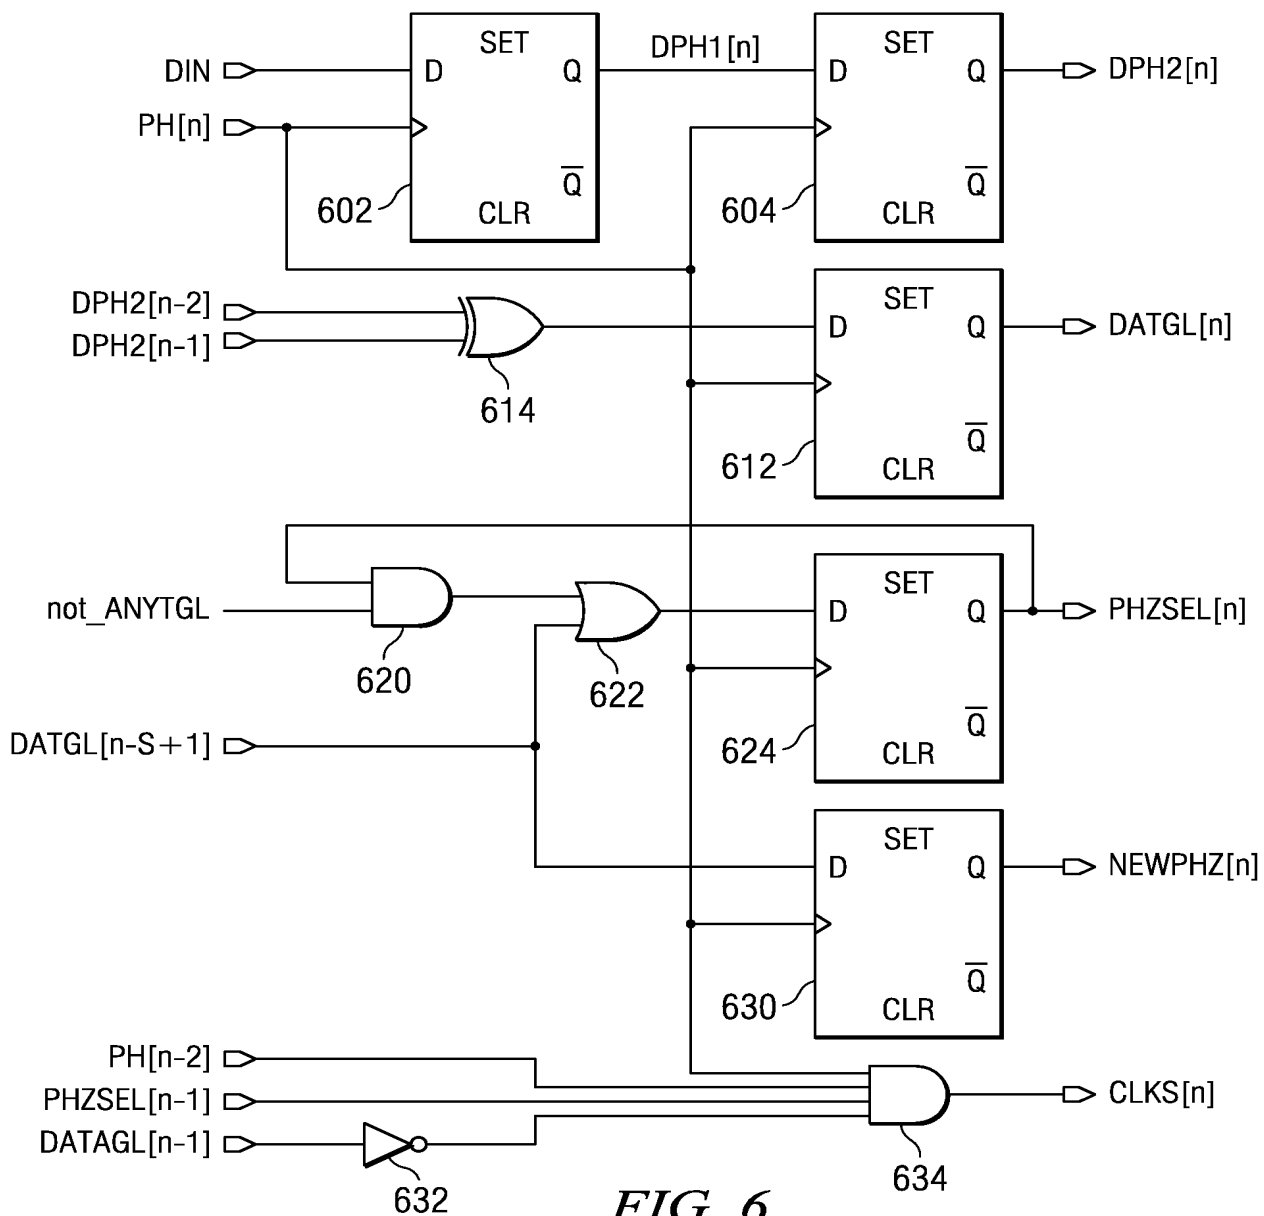 SET
DPH1[n]
SET
DIN
D
Q
D
Q
DPH2[n]
PH[n]
Q
Q
602
CLR
604
CLR
DPH2[n-2]
DPH2[n-1]
SET
D
Q
DATGL[n]
614
Q
612
CLR
SET
not_ANYTGL
D
Q
PHZSEL[n]
620
622
Q
DATGL[n-S+1]
624
CLR
SET
D
Q
NEWPHZ[n]
Q
630
CLR
PH[n-2]
PHZSEL[n-1]
CLKS[n]
DATAGL[n-1]
632
634
FIG. 6